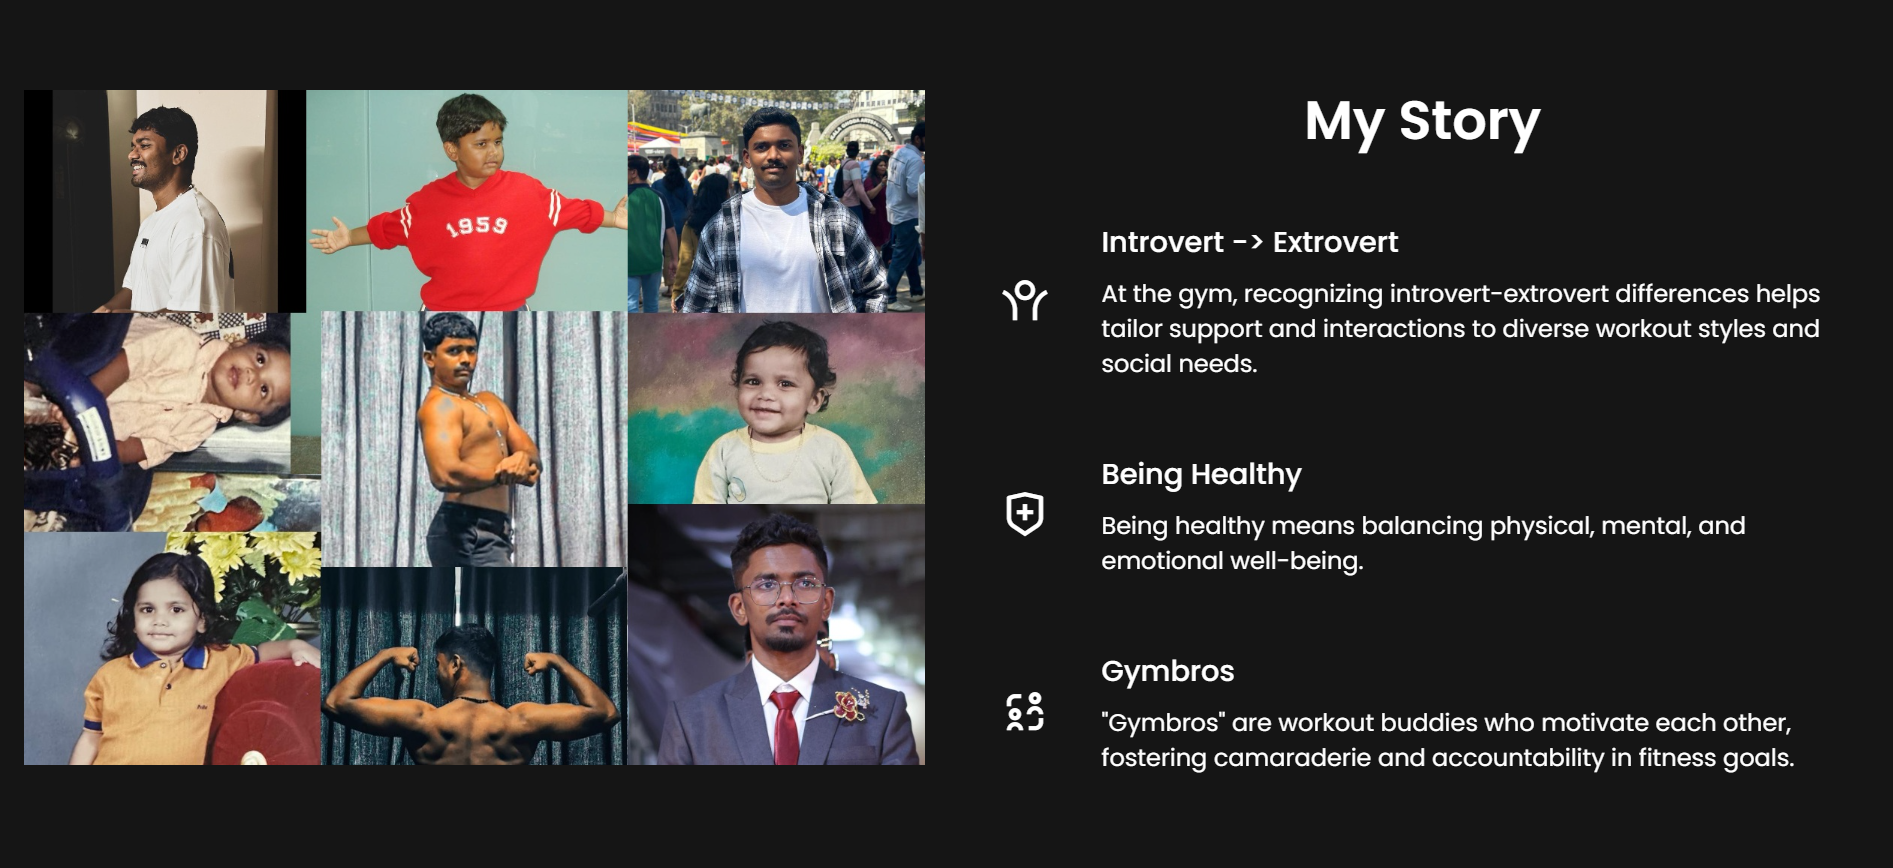 1959
My Story
Introvert -> Extrovert
At the gym, recognizing introvert-extrovert differences helps
tailor support and interactions to diverse workout styles and
social needs.
Being Healthy
Being healthy means balancing physical, mental, and
emotional well-being.
Gymbros
"Gymbros" are workout buddies who motivate each other,
fostering camaraderie and accountability in fitness goals.